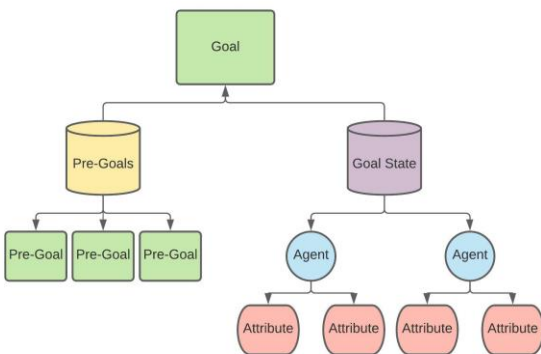 Goal
Pre-Goals
Goal State
Pre-Goal
Pre-Goal
Pre-Goal
Agent
Agent
Attribute
Attribute
Attribute
Attribute